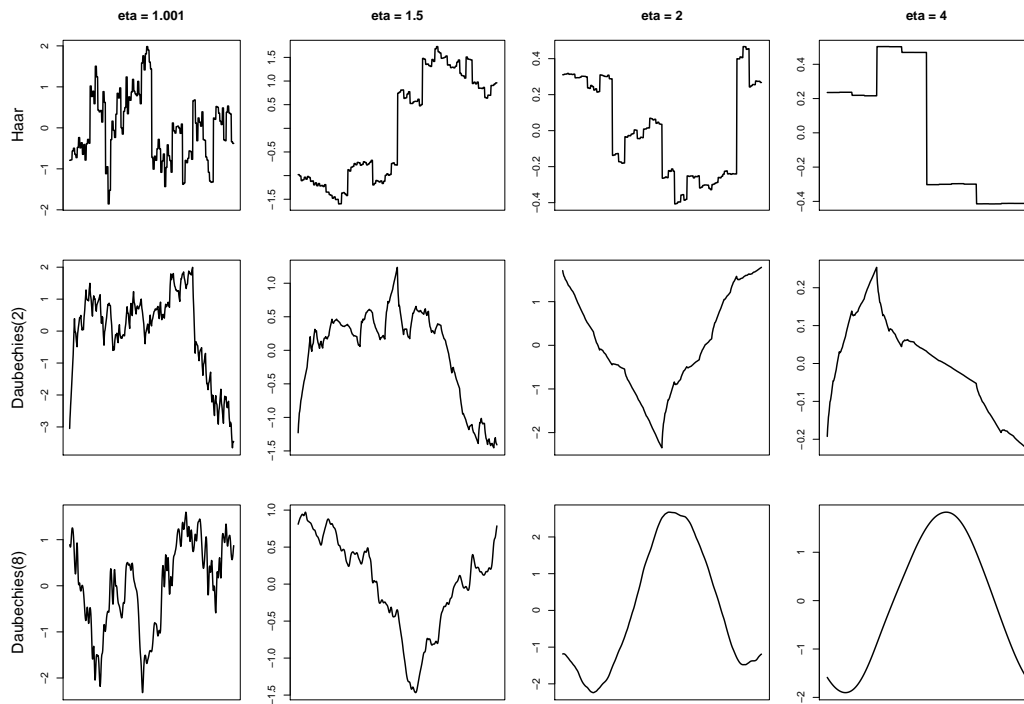 eta = 1.001 eta = 1.5 eta = 2 eta = 4
Haar
−2 −1 0 1 2
−1.5 −0.5 0.5 1.0 1.5
−0.4 −0.2 0.0 0.2 0.4
−0.4 −0.2 0.0 0.2 0.4
Daubechies(2)
−3 −2 −1 0 1 2
−1.5 −1.0 −0.5 0.0 0.5 1.0
−2 −1 0 1
−0.2 −0.1 0.0 0.1 0.2
Daubechies(8)
−2 −1 0 1
−1.5 −1.0 −0.5 0.0 0.5 1.0
−2 −1 0 1 2
−2 −1 0 1